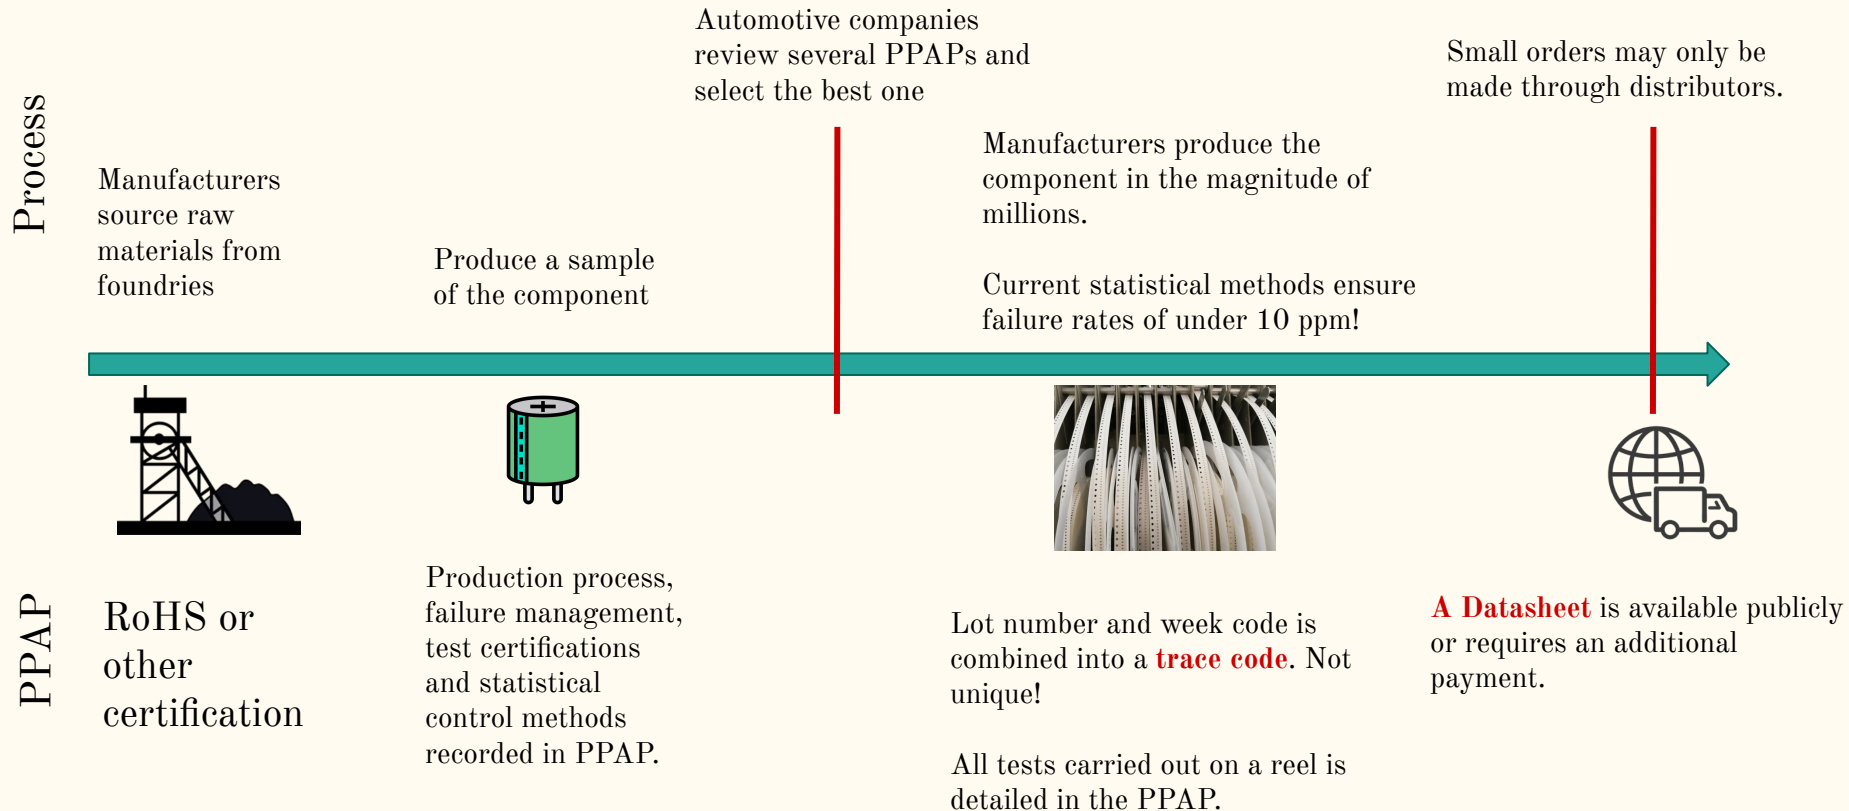 Process
Manufacturers
source raw
materials from
foundries
Produce a sample
of the component
Automotive companies
review several PPAPs and
select the best one
Manufacturers produce the
component in the magnitude of
millions.
Current statistical methods ensure
failure rates of under 10 ppm!
Small orders may only be
made through distributors.
PPAP
RoHS or
other
certification
Production process,
failure management,
test certifications
and statistical
control methods
recorded in PPAP.
Lot number and week code is
combined into a trace code. Not
unique!
All tests carried out on a reel is
detailed in the PPAP.
A Datasheet is available publicly
or requires an additional
payment.